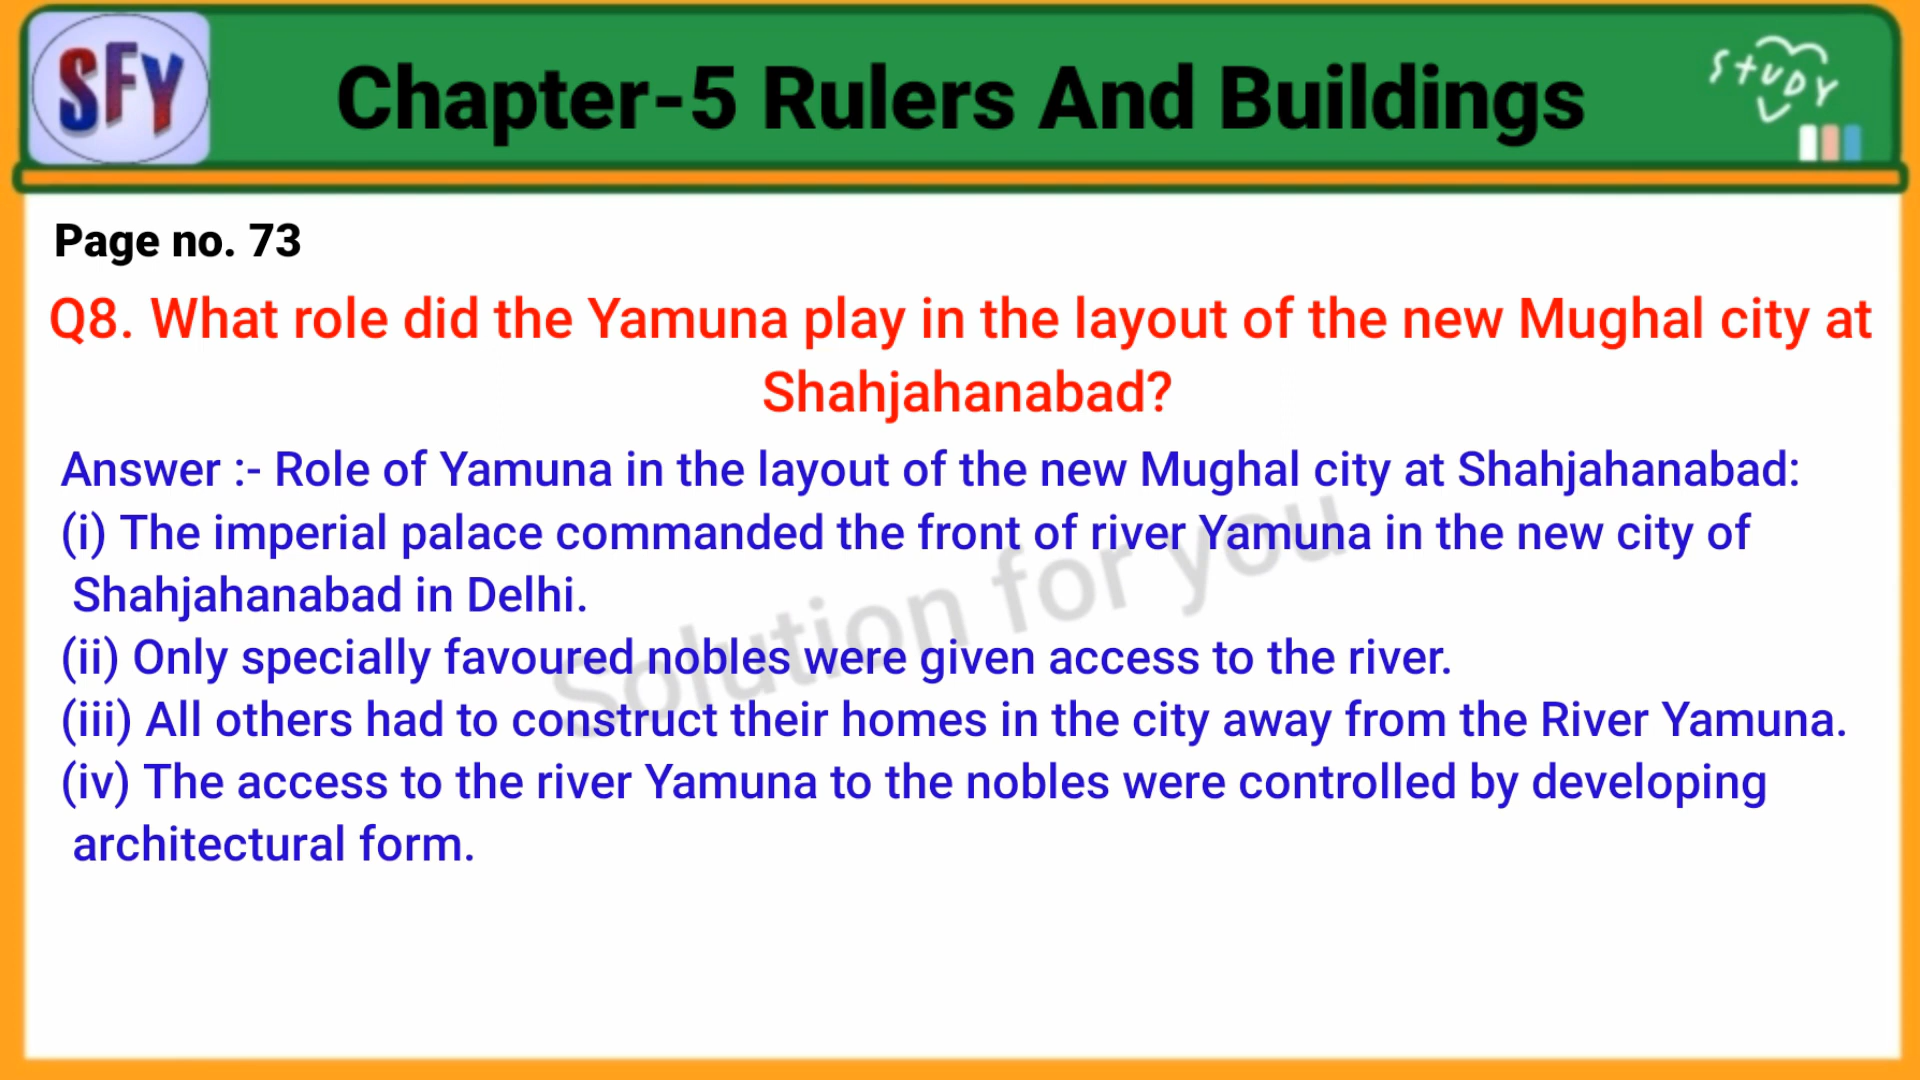 SFY
Chapter-5 Rulers And Buildings
STUDY
Page no. 73
Q8. What role did the Yamuna play in the layout of the new Mughal city at
Shahjahanabad?
Answer :- Role of Yamuna in the layout of the new Mughal city at Shahjahanabad:
(i) The imperial palace commanded the front of river Yamuna in the new city of
Shahjahanabad in Delhi.
(ii) Only specially favoured nobles were given access to the river.
(iii) All others had to construct their homes in the city away from the River Yamuna.
(iv) The access to the river Yamuna to the nobles were controlled by developing
architectural form.
Solution for you